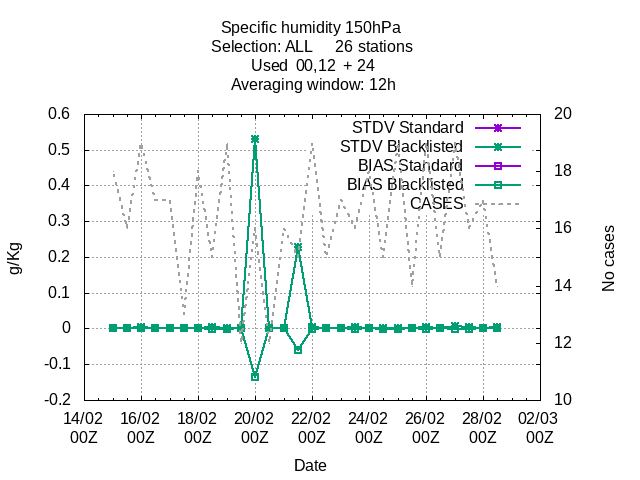 Specific humidity 150hPa
Selection: ALL     26 stations
Used  00,12  + 24
Averaging window: 12h
STDV Standard
STDV Blacklisted
BIAS Standard
BIAS Blacklisted
CASES
0.6
0.5
0.4
0.3
0.2
0.1
0
-0.1
-0.2
g/Kg
20
18
16
14
12
10
No cases
14/02 16/02 18/02 20/02 22/02 24/02 26/02 28/02 02/03
00Z 00Z 00Z 00Z 00Z 00Z 00Z 00Z 00Z
Date